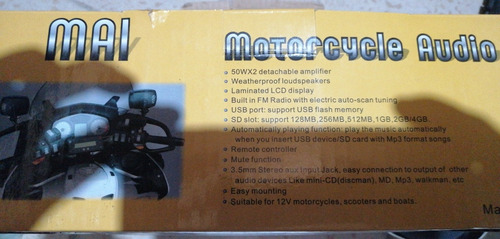 MAI
Motorcycle Audio
50WX2 detachable amplifier
Weatherproof loudspeakers
Laminated LCD display
Built in FM Radio with electric auto-scan tuning
USB port: support USB flash memory
SD slot: support 128MB,256MB,512MB,1GB,2GB/4GB.
Automatically playing function: play the music automatically
when you insert USB device/SD card with Mp3 format songs
Remote controller
Mute function
3.5mm Stereo aux Input Jack, easy connection to output of other
audio devices Like mini-CD(discman), MD, Mp3, walkman, etc
Easy mounting
Suitable for 12V motorcycles, scooters and boats.
Ma